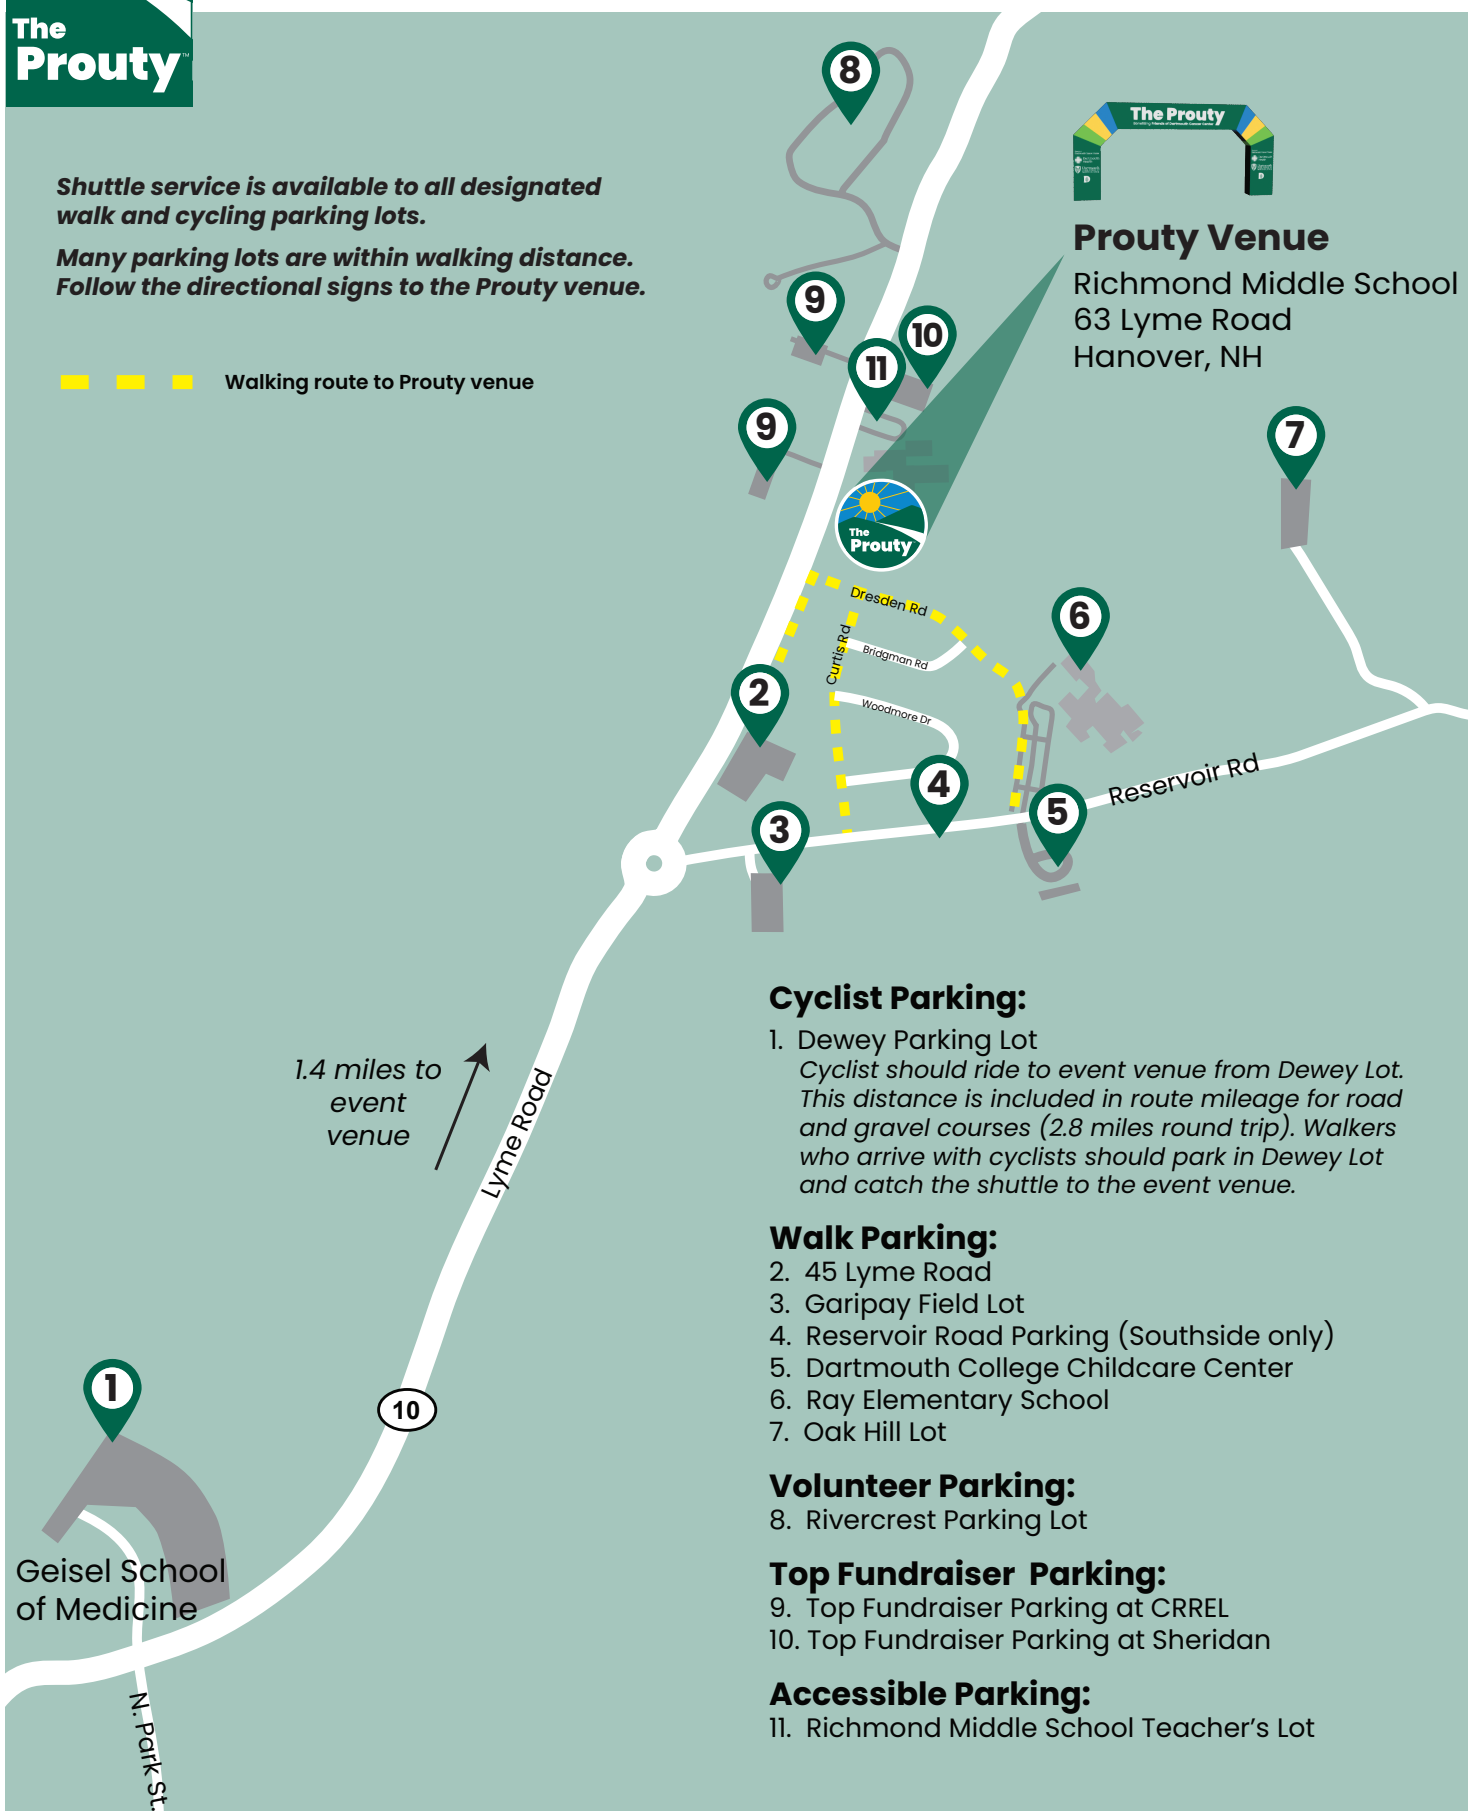 The
Prouty™
Shuttle service is available to all designated
walk and cycling parking lots.
Many parking lots are within walking distance.
Follow the directional signs to the Prouty venue.
Walking route to Prouty venue
The Prouty
Prouty Venue
Richmond Middle School
63 Lyme Road
Hanover, NH
8
9
10
11
9
7
The
Prouty
Dresden Rd
Curtis Rd
Bridgman Rd
Woodmore Dr
6
2
4
5
3
Reservoir Rd
1.4 miles to
event
venue
Lyme Road
10
1
Geisel School
of Medicine
N. Park St.
Cyclist Parking:
1. Dewey Parking Lot
Cyclist should ride to event venue from Dewey Lot.
This distance is included in route mileage for road
and gravel courses (2.8 miles round trip). Walkers
who arrive with cyclists should park in Dewey Lot
and catch the shuttle to the event venue.
Walk Parking:
2. 45 Lyme Road
3. Garipay Field Lot
4. Reservoir Road Parking (Southside only)
5. Dartmouth College Childcare Center
6. Ray Elementary School
7. Oak Hill Lot
Volunteer Parking:
8. Rivercrest Parking Lot
Top Fundraiser Parking:
9. Top Fundraiser Parking at CRREL
10. Top Fundraiser Parking at Sheridan
Accessible Parking:
11. Richmond Middle School Teacher’s Lot